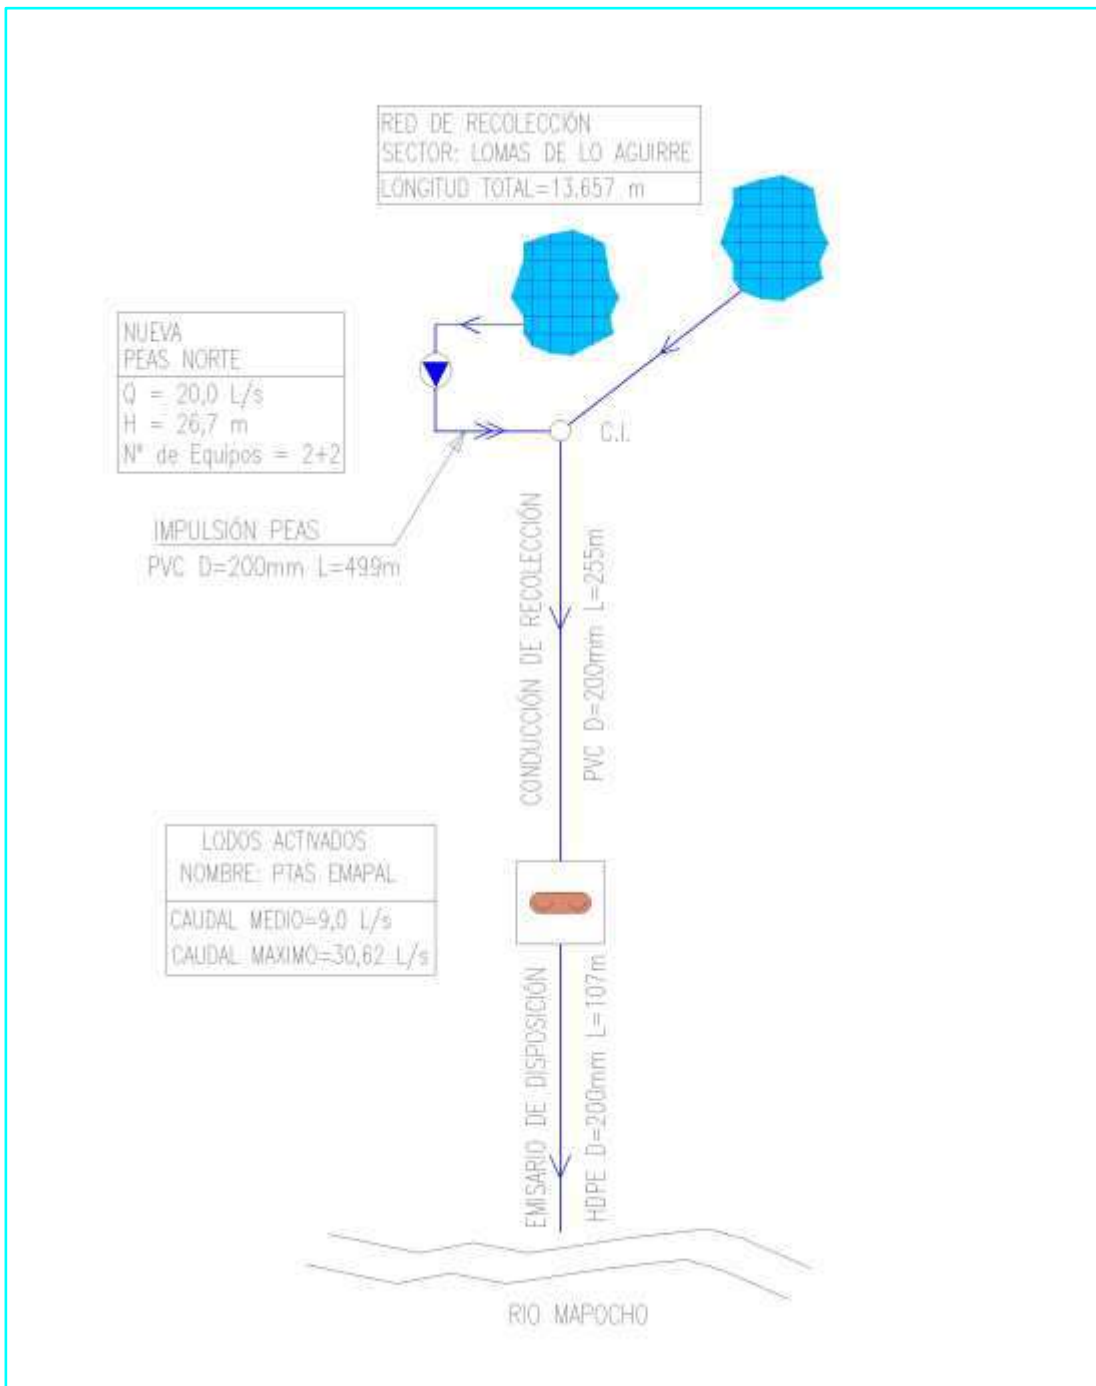 RED DE RECOLECCIÓN
SECTOR: LOMAS DE LO AGUIRRE
LONGITUD TOTAL=13,657 m
NUEVA
PEAS NORTE
Q = 20,0 L/s
H = 26,7 m
N° de Equipos = 2+2
C.I.
IMPULSIÓN PEAS
PVC D=200mm L=499m
CONDUCCIÓN DE RECOLECCIÓN
PVC D=200mm L=255m
LODOS ACTIVADOS
NOMBRE: PTAS EMAPAL
CAUDAL MEDIO=9,0 L/s
CAUDAL MAXIMO=30,62 L/s
EMISARIO DE DISPOSICIÓN
HDPE D=200mm L=107m
RIO MAPOCHO